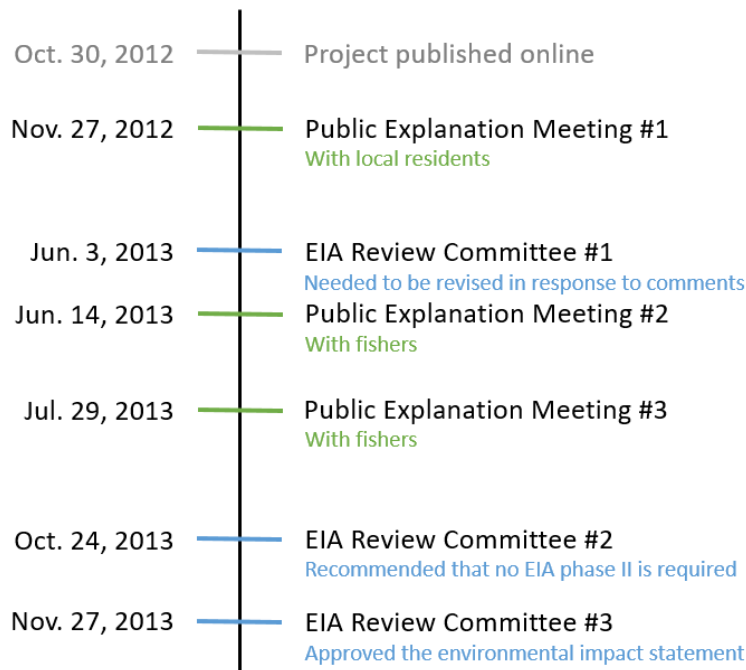 Oct. 30, 2012 Project published online
Nov. 27, 2012 Public Explanation Meeting #1
With local residents
Jun. 3, 2013 EIA Review Committee #1
Needed to be revised in response to comments
Jun. 14, 2013 Public Explanation Meeting #2
With fishers
Jul. 29, 2013 Public Explanation Meeting #3
With fishers
Oct. 24, 2013 EIA Review Committee #2
Recommended that no EIA phase II is required
Nov. 27, 2013 EIA Review Committee #3
Approved the environmental impact statement